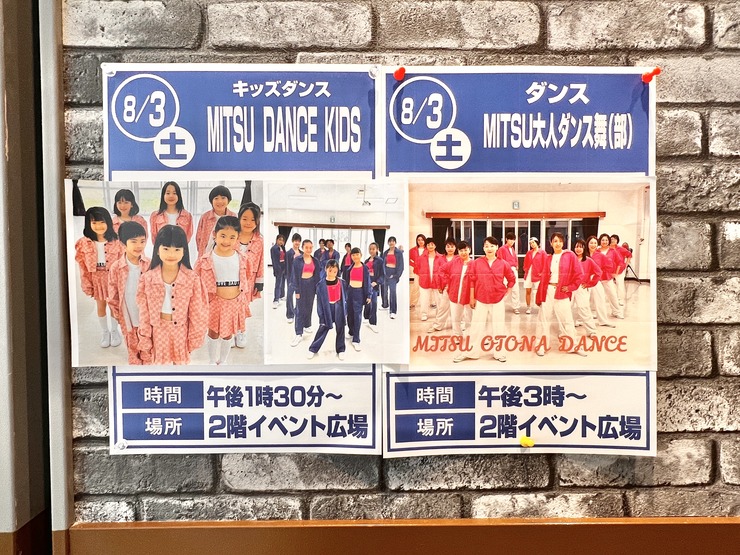 8/3
土
キッズダンス
MITSU DANCE KIDS
時間 午後1時30分～
場所 2階イベント広場
8/3
土
ダンス
MITSU大人ダンス舞(部)
MITSU OTONA DANCE
時間 午後3時～
場所 2階イベント広場